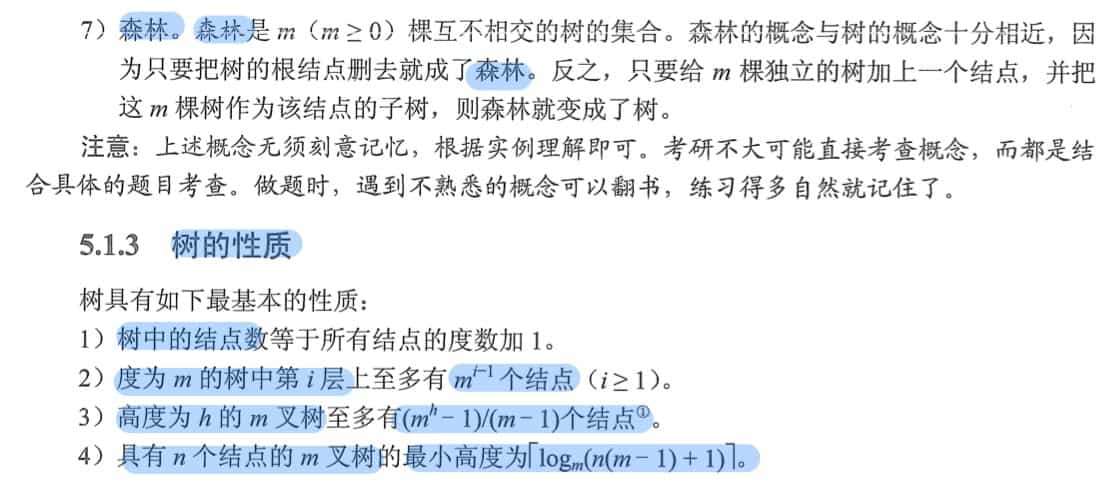 7）森林。森林是 m（m≥0）棵互不相交的树的集合。森林的概念与树的概念十分相近，因
为只要把树的根结点删去就成了森林。反之，只要给 m 棵独立的树加上一个结点，并把
这 m 棵树作为该结点的子树，则森林就变成了树。
注意：上述概念无须刻意记忆，根据实例理解即可。考研不大可能直接考查概念，而都是结
合具体的题目考查。做题时，遇到不熟悉的概念可以翻书，练习得多自然就记住了。
5.1.3 树的性质
树具有如下最基本的性质：
1）树中的结点数等于所有结点的度数加 1。
2）度为 m 的树中第 i 层上至多有 mⁱ⁻¹ 个结点（i≥1）。
3）高度为 h 的 m 叉树至多有(mʰ－1)/(m－1)个结点①。
4）具有 n 个结点的 m 叉树的最小高度为⌈logₘ(n(m－1)＋1)⌉。